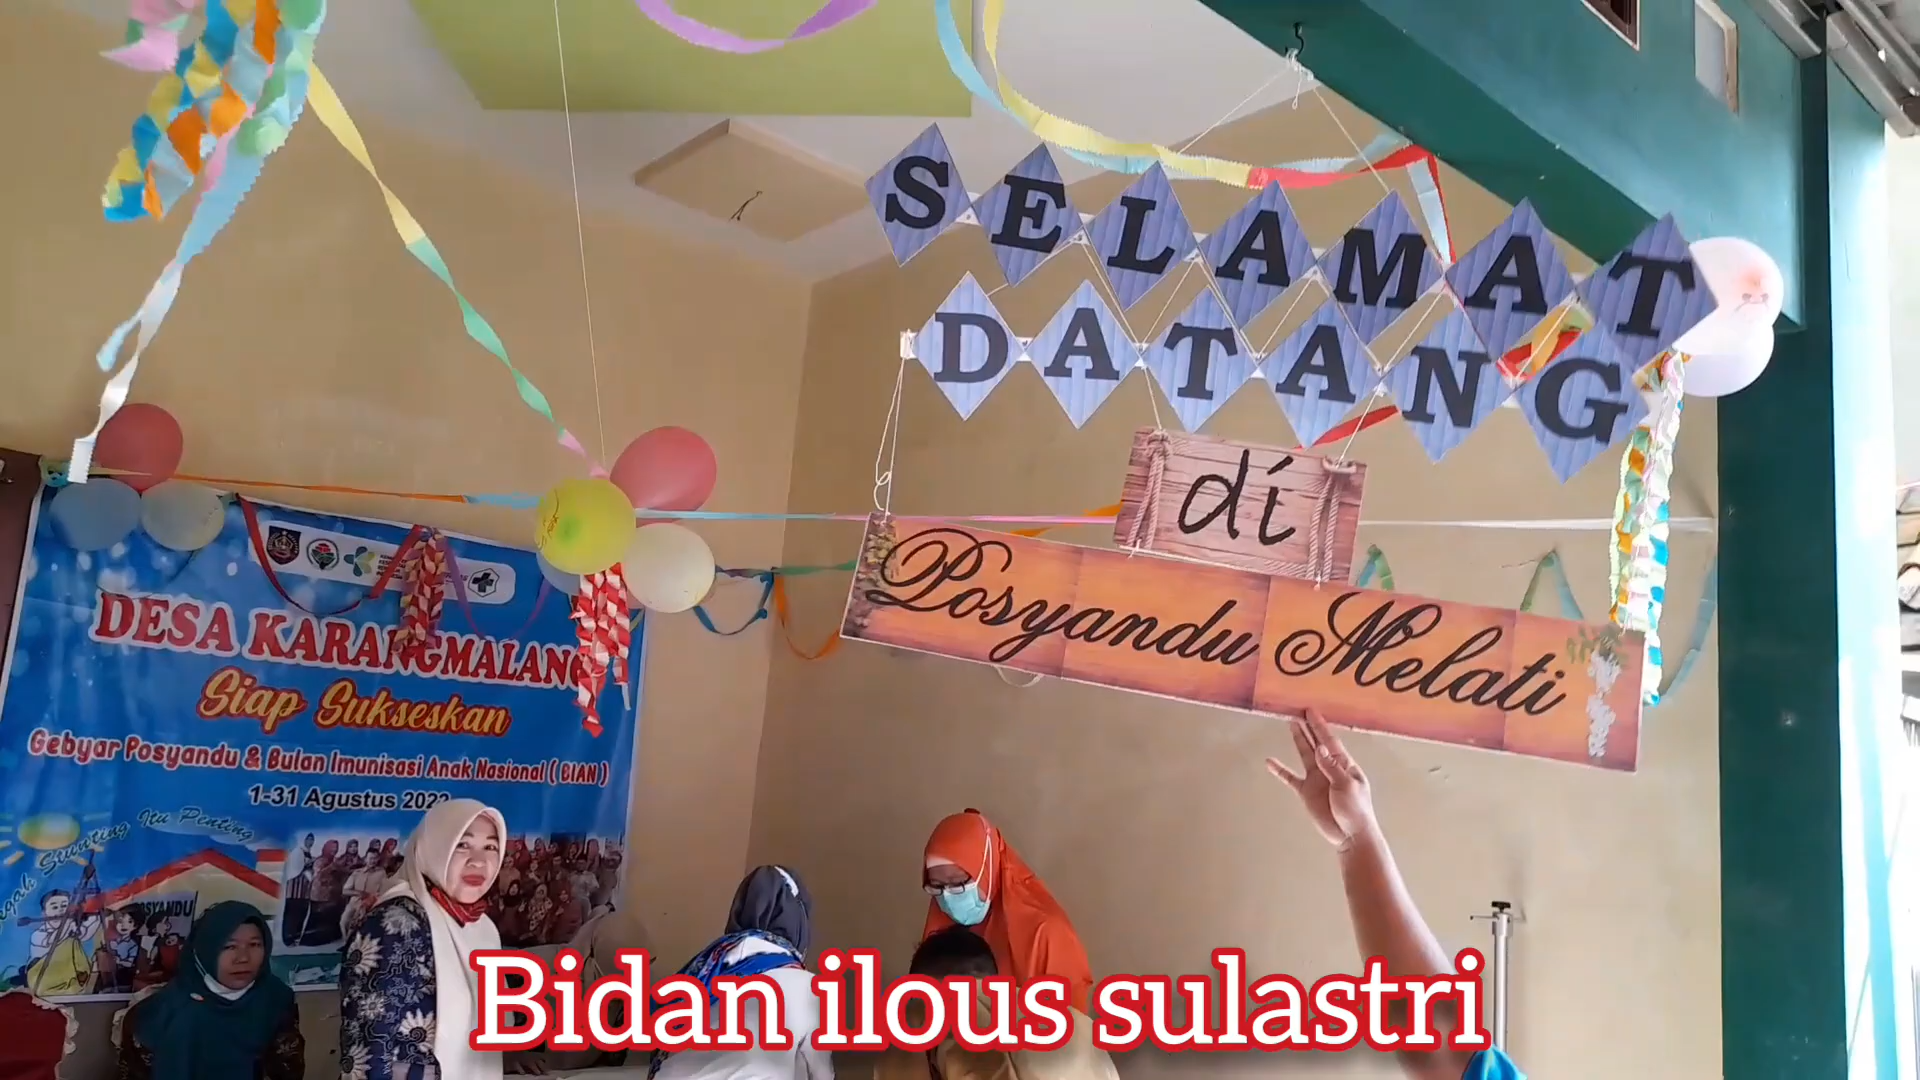 SELAMAT
DATANG
di
Posyandu Melati
DESA KARANGMALANG
Siap Sukseskan
Gebyar Posyandu & Bulan Imunisasi Anak Nasional ( BIAN )
1-31 Agustus 2022
Stunting Itu Penting
POSYANDU
Bidan ilous sulastri